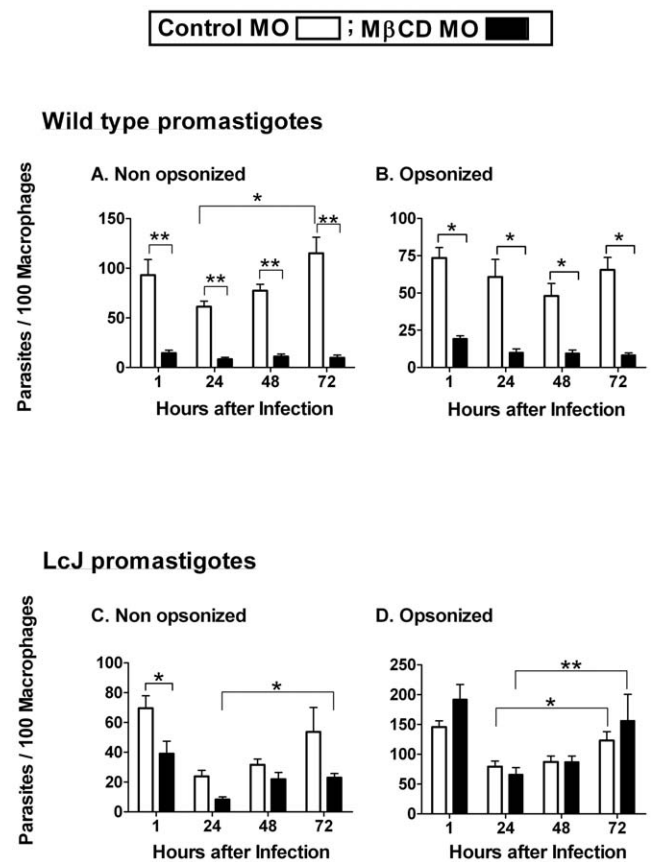 Control MO ; MβCD MO
Wild type promastigotes
A. Non opsonized
Parasites / 100 Macrophages
150
100
50
0
**
**
*
**
**
1 24 48 72
Hours after Infection
B. Opsonized
100
75
50
25
0
*
*
*
*
1 24 48 72
Hours after Infection
LcJ promastigotes
C. Non opsonized
Parasites / 100 Macrophages
100
80
60
40
20
0
*
*
1 24 48 72
Hours after Infection
D. Opsonized
250
200
150
100
50
0
**
*
1 24 48 72
Hours after Infection